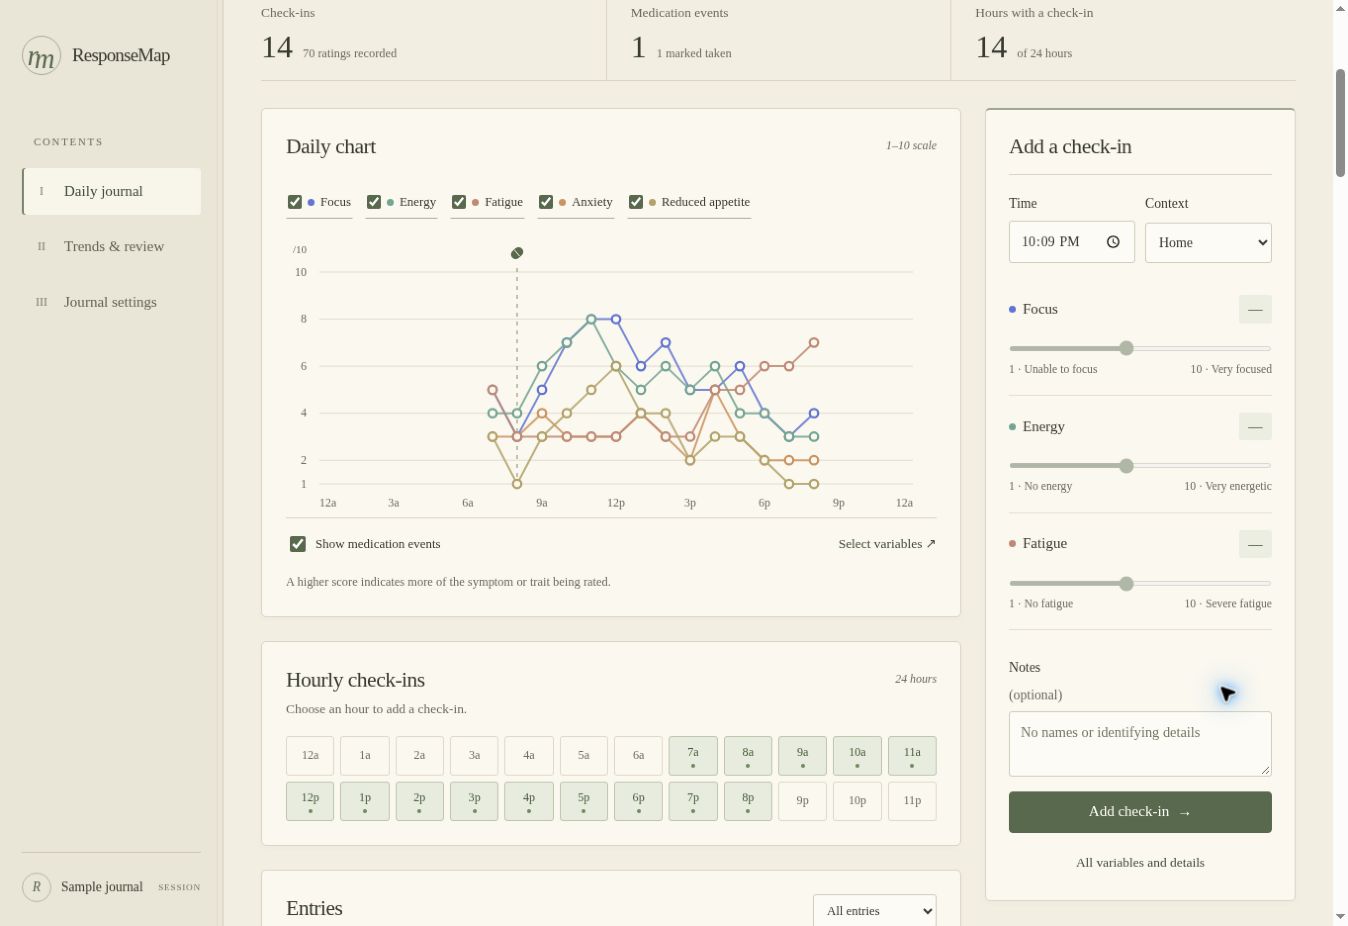 rm ResponseMap
CONTENTS
I Daily journal
II Trends & review
III Journal settings
R Sample journal SESSION
Check-ins
14 70 ratings recorded
Medication events
1 1 marked taken
Hours with a check-in
14 of 24 hours
Daily chart
1–10 scale
Focus Energy Fatigue Anxiety Reduced appetite
/10
10
8
6
4
2
1
12a 3a 6a 9a 12p 3p 6p 9p 12a
Show medication events
Select variables ↗
A higher score indicates more of the symptom or trait being rated.
Hourly check-ins
24 hours
Choose an hour to add a check-in.
12a 1a 2a 3a 4a 5a 6a 7a 8a 9a 10a 11a
12p 1p 2p 3p 4p 5p 6p 7p 8p 9p 10p 11p
Entries
All entries
Add a check-in
Time Context
10:09 PM Home
Focus —
1 · Unable to focus 10 · Very focused
Energy —
1 · No energy 10 · Very energetic
Fatigue —
1 · No fatigue 10 · Severe fatigue
Notes
(optional)
No names or identifying details
Add check-in →
All variables and details